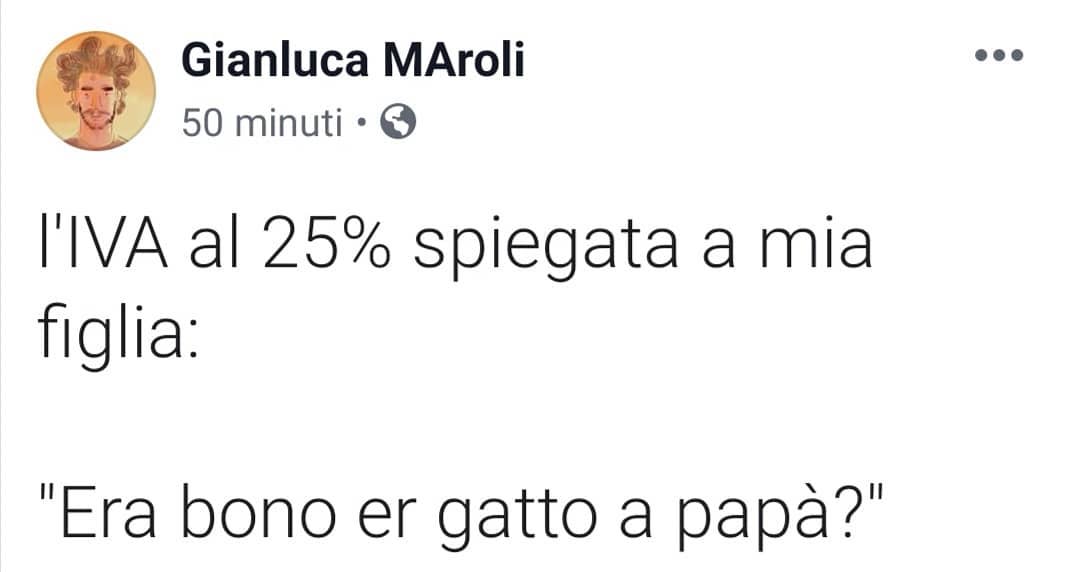 Gianluca MAroli
50 minuti •
l'IVA al 25% spiegata a mia
figlia:
"Era bono er gatto a papà?"